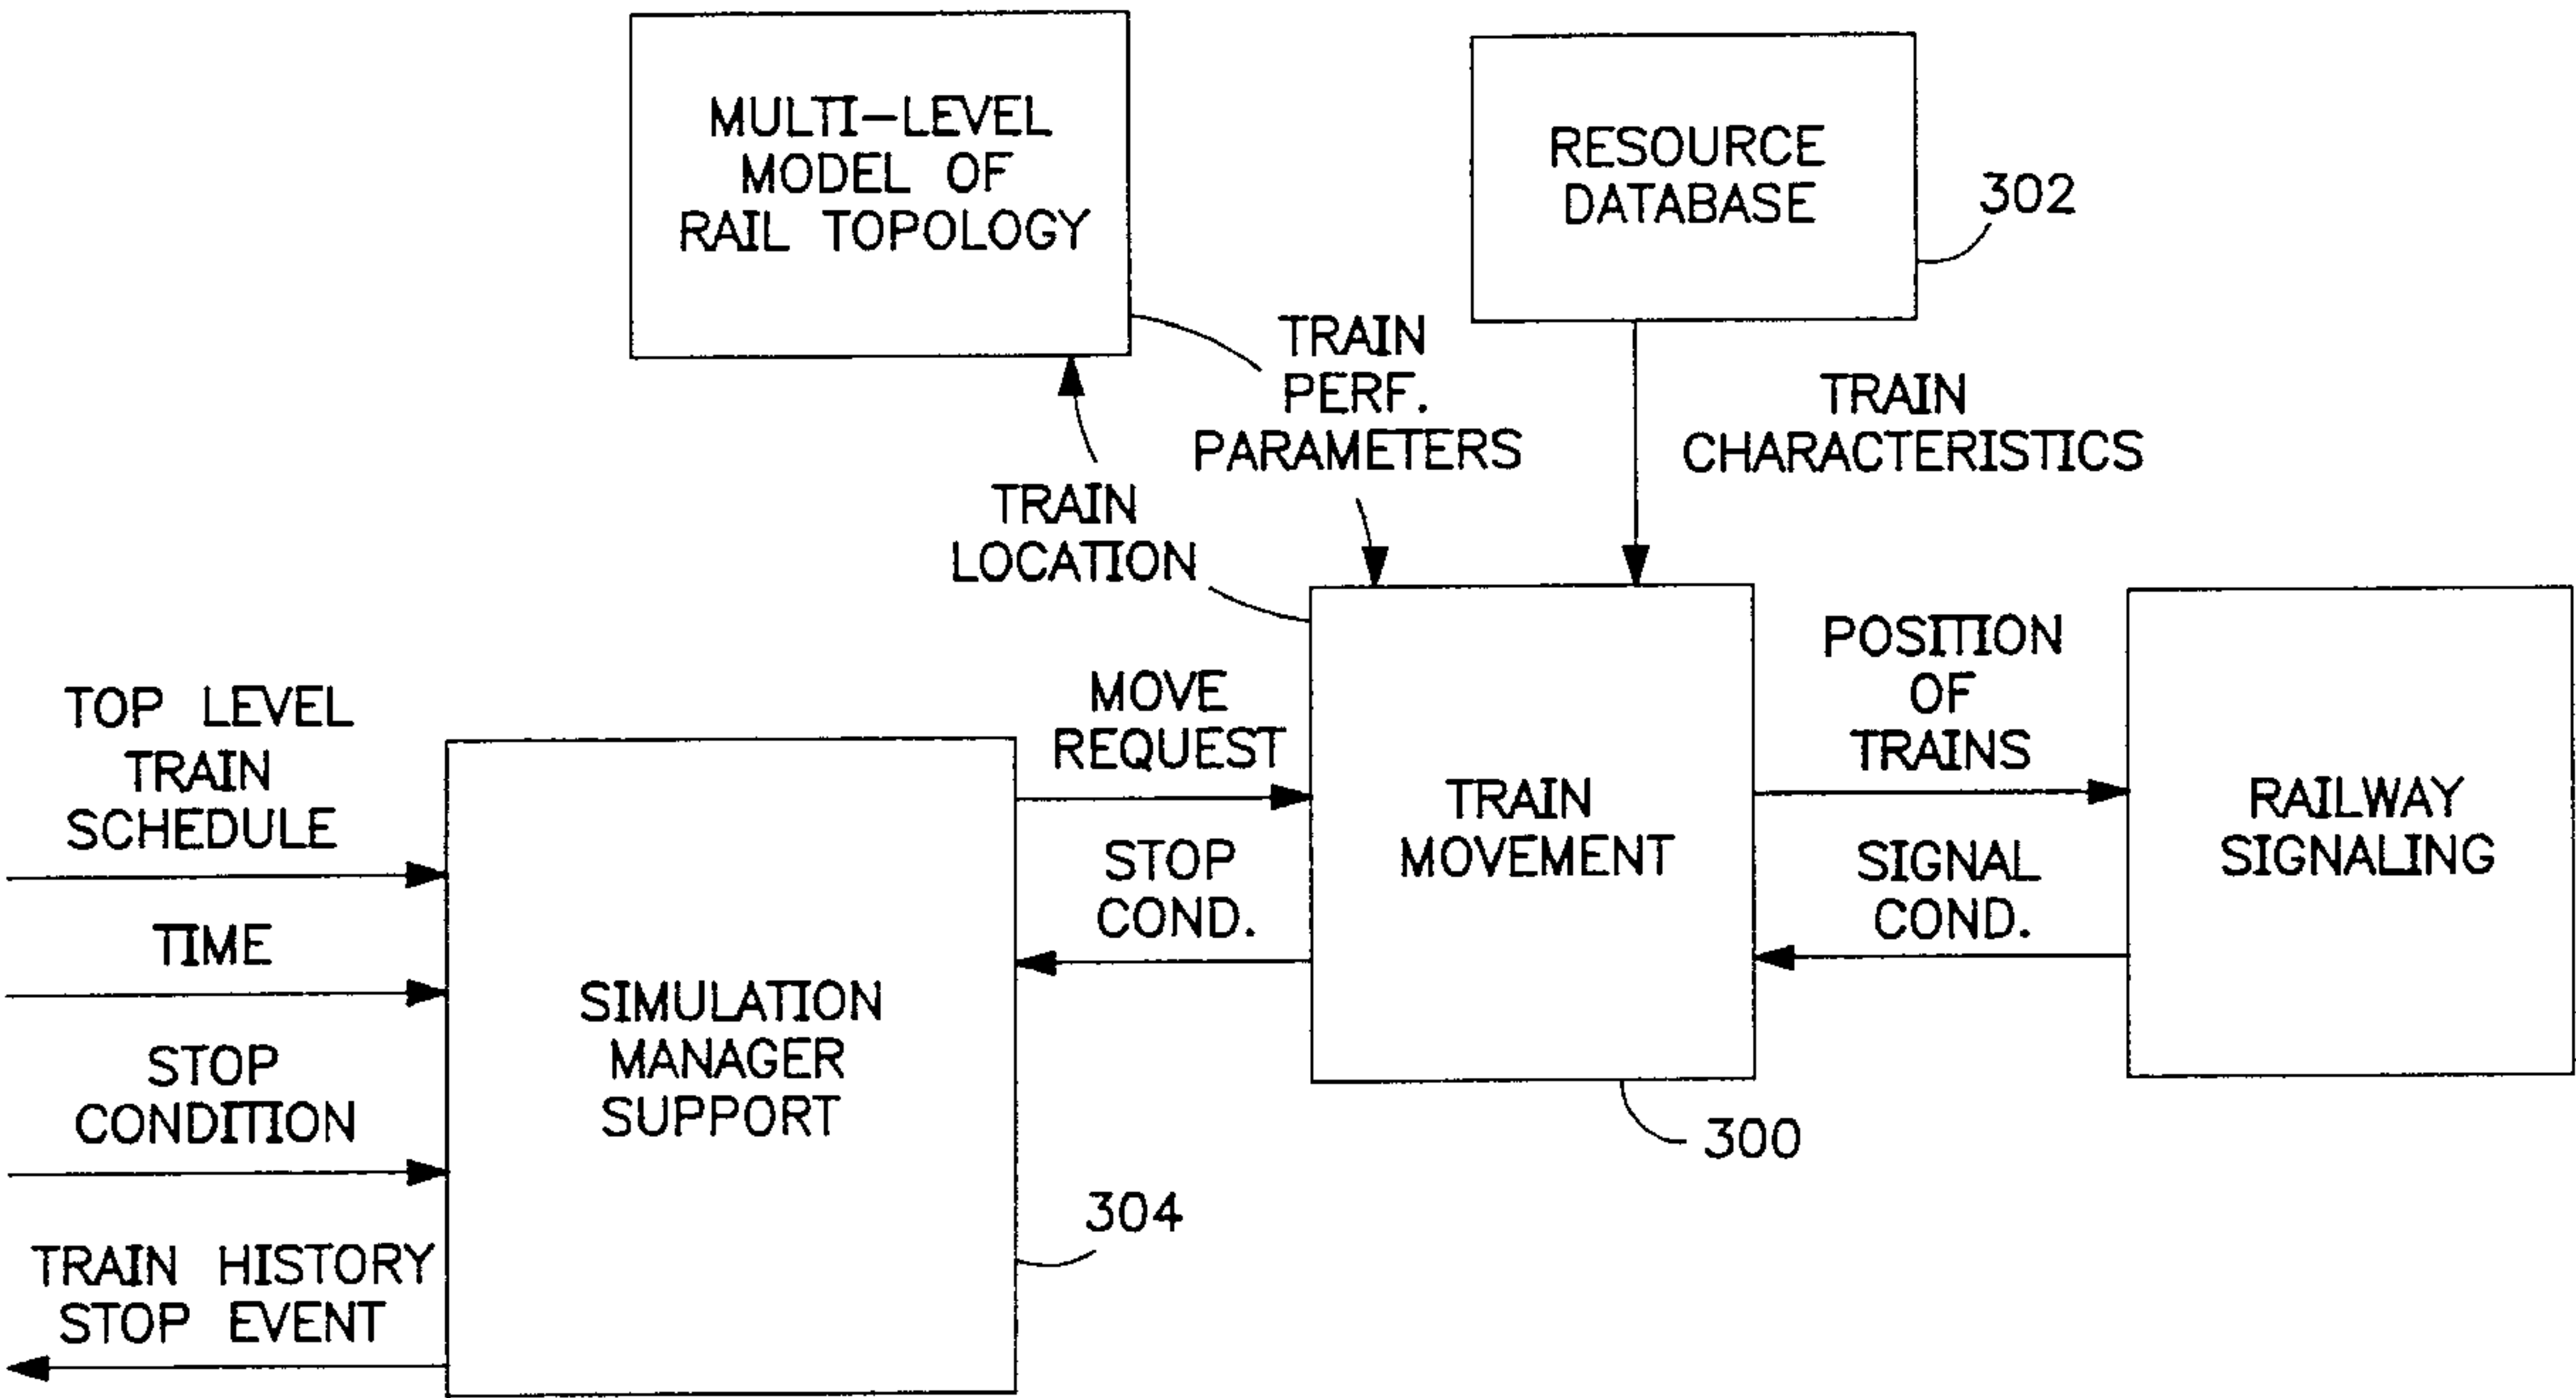 MULTI-LEVEL
MODEL OF
RAIL TOPOLOGY
RESOURCE
DATABASE
302
TRAIN
PERF.
PARAMETERS
TRAIN
CHARACTERISTICS
TRAIN
LOCATION
TOP LEVEL
TRAIN
SCHEDULE
TIME
STOP
CONDITION
TRAIN HISTORY
STOP EVENT
SIMULATION
MANAGER
SUPPORT
304
MOVE
REQUEST
STOP
COND.
TRAIN
MOVEMENT
300
POSITION
OF
TRAINS
SIGNAL
COND.
RAILWAY
SIGNALING